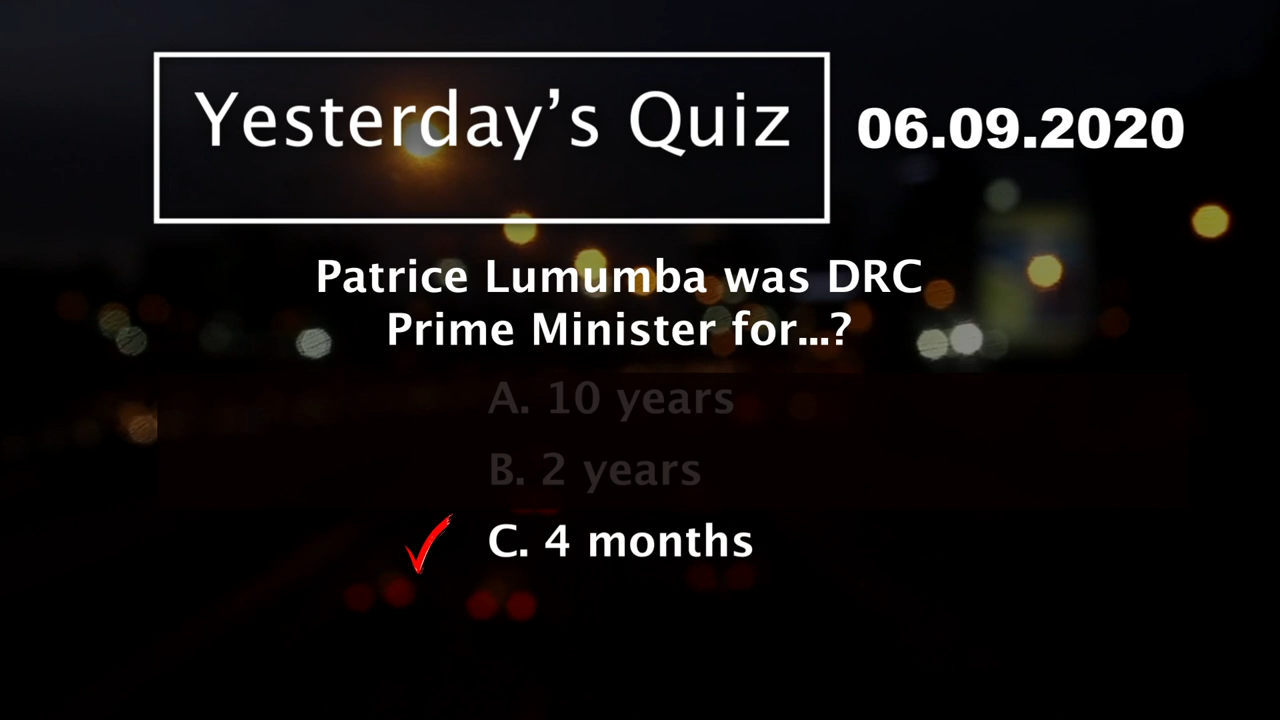 Yesterday’s Quiz
06.09.2020
Patrice Lumumba was DRC
Prime Minister for...?
A. 10 years
B. 2 years
C. 4 months